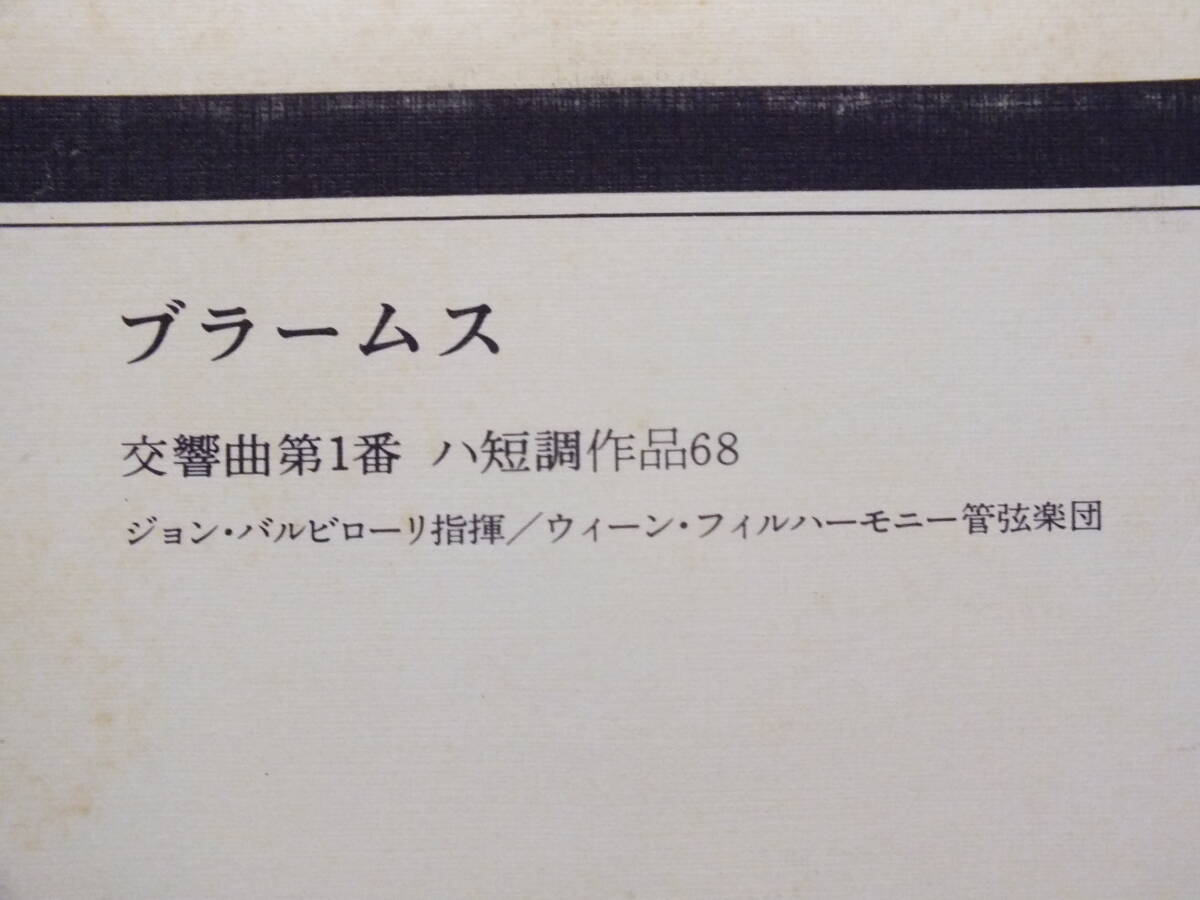 ブラームス
交響曲第1番 ハ短調作品68
ジョン・バルビローリ指揮／ウィーン・フィルハーモニー管弦楽団